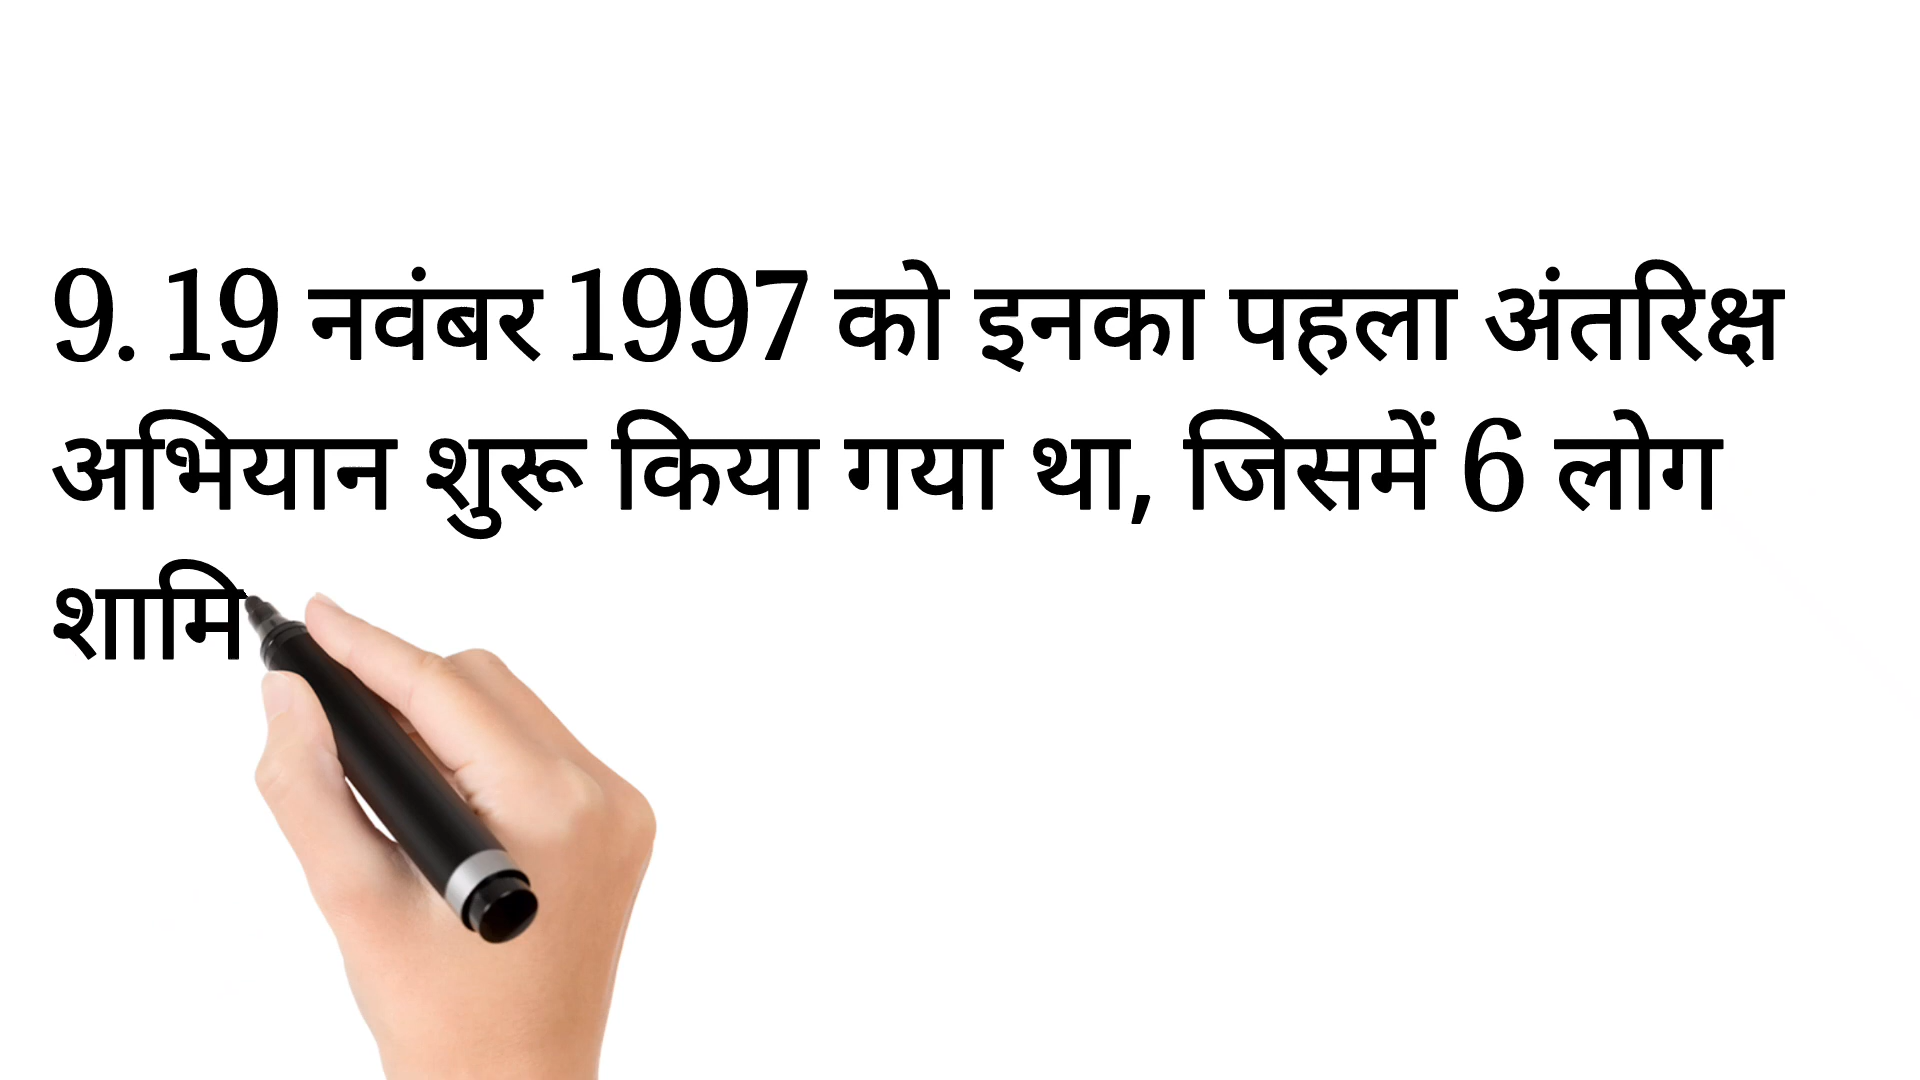 9. 19 नवंबर 1997 को इनका पहला अंतरिक्ष
अभियान शुरू किया गया था, जिसमें 6 लोग
शामि